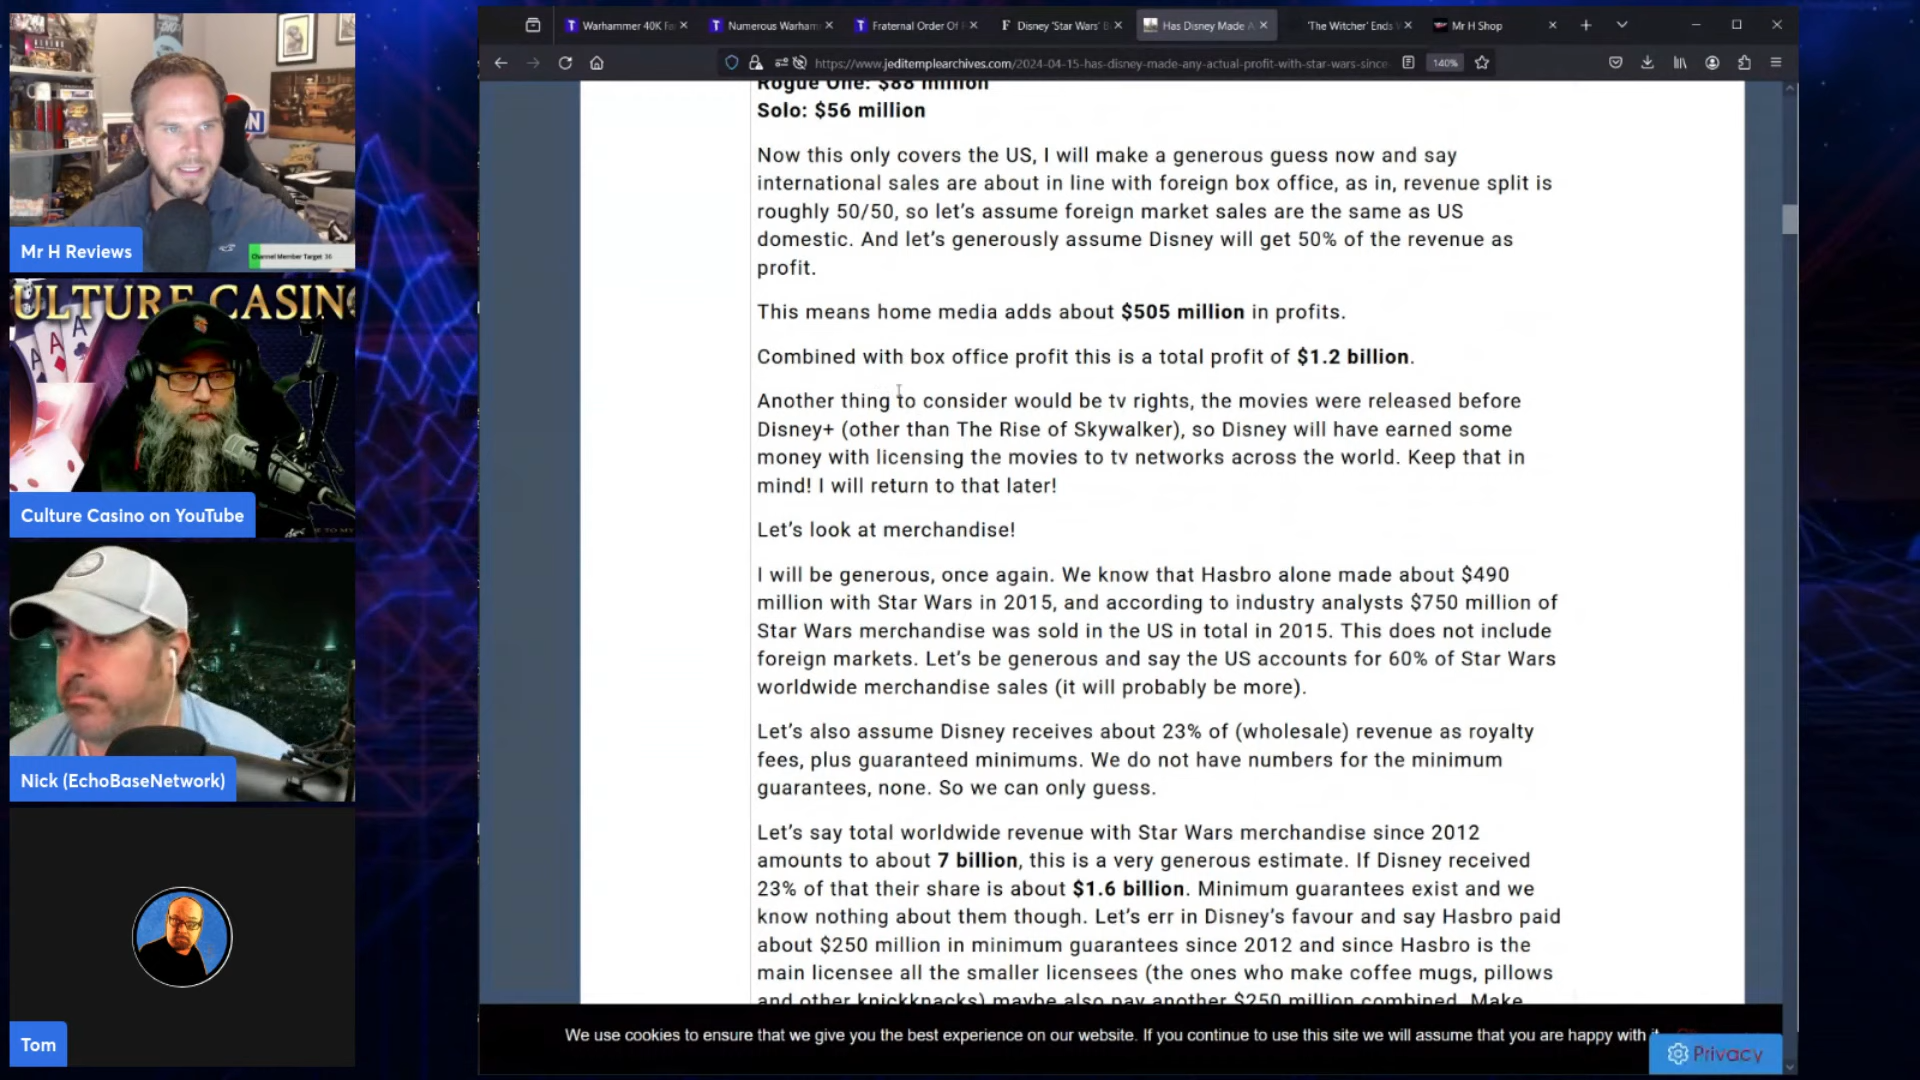 Warhammer 40K Fa
Numerous Warham
Fraternal Order Of
F Disney 'Star Wars'
Has Disney Made A
'The Witcher' Ends
Mr H Shop
https://www.jeditemplearchives.com/2024-04-15-has-disney-made-any-actual-profit-with-star-wars-since
140%
Rogue One: $88 million
Solo: $56 million
Now this only covers the US, I will make a generous guess now and say
international sales are about in line with foreign box office, as in, revenue split is
roughly 50/50, so let's assume foreign market sales are the same as US
domestic. And let's generously assume Disney will get 50% of the revenue as
profit.
This means home media adds about $505 million in profits.
Combined with box office profit this is a total profit of $1.2 billion.
Another thing to consider would be tv rights, the movies were released before
Disney+ (other than The Rise of Skywalker), so Disney will have earned some
money with licensing the movies to tv networks across the world. Keep that in
mind! I will return to that later!
Let's look at merchandise!
I will be generous, once again. We know that Hasbro alone made about $490
million with Star Wars in 2015, and according to industry analysts $750 million of
Star Wars merchandise was sold in the US in total in 2015. This does not include
foreign markets. Let's be generous and say the US accounts for 60% of Star Wars
worldwide merchandise sales (it will probably be more).
Let's also assume Disney receives about 23% of (wholesale) revenue as royalty
fees, plus guaranteed minimums. We do not have numbers for the minimum
guarantees, none. So we can only guess.
Let's say total worldwide revenue with Star Wars merchandise since 2012
amounts to about 7 billion, this is a very generous estimate. If Disney received
23% of that their share is about $1.6 billion. Minimum guarantees exist and we
know nothing about them though. Let's err in Disney's favour and say Hasbro paid
about $250 million in minimum guarantees since 2012 and since Hasbro is the
main licensee all the smaller licensees (the ones who make coffee mugs, pillows
and other knickknacks) maybe also pay another $250 million combined. Make
We use cookies to ensure that we give you the best experience on our website. If you continue to use this site we will assume that you are happy with it.
Privacy
Channel Member Target 36
Mr H Reviews
ULTURE CASINO
A
A
A
Culture Casino on YouTube
Nick (EchoBaseNetwork)
Tom